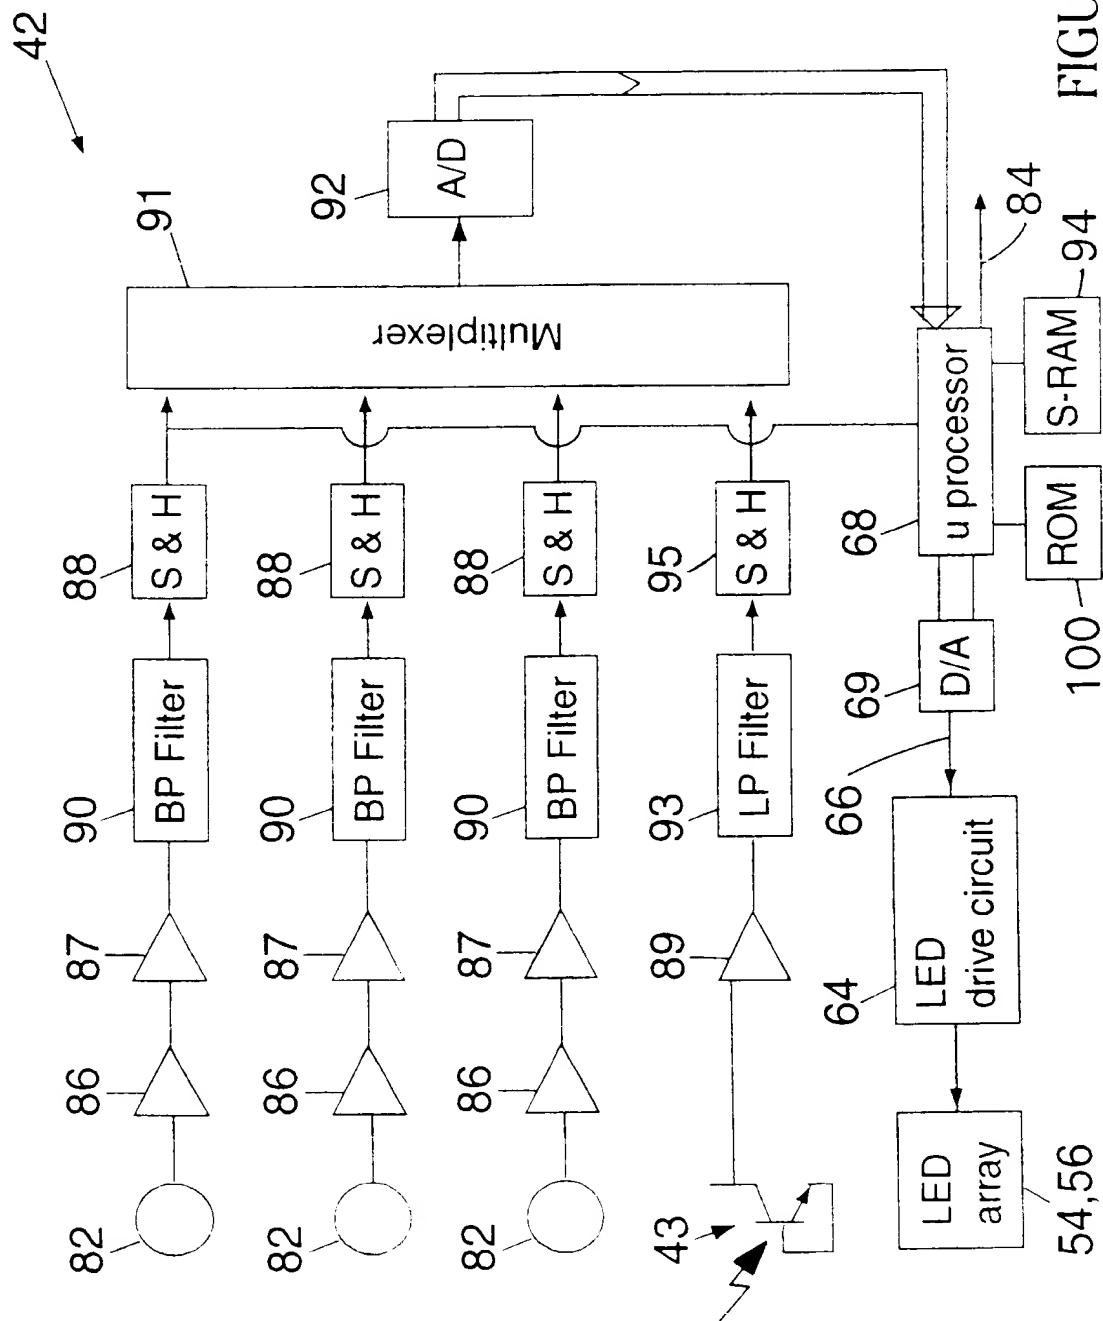 42
82
86
87
90
BP Filter
88
S & H
91
Multiplexer
92
A/D
82
86
87
90
BP Filter
88
S & H
82
86
87
90
BP Filter
88
S & H
43
89
93
LP Filter
95
S & H
64
LED
drive circuit
66
69
D/A
68
u processor
84
LED
array
54,56
100
ROM
S-RAM
94